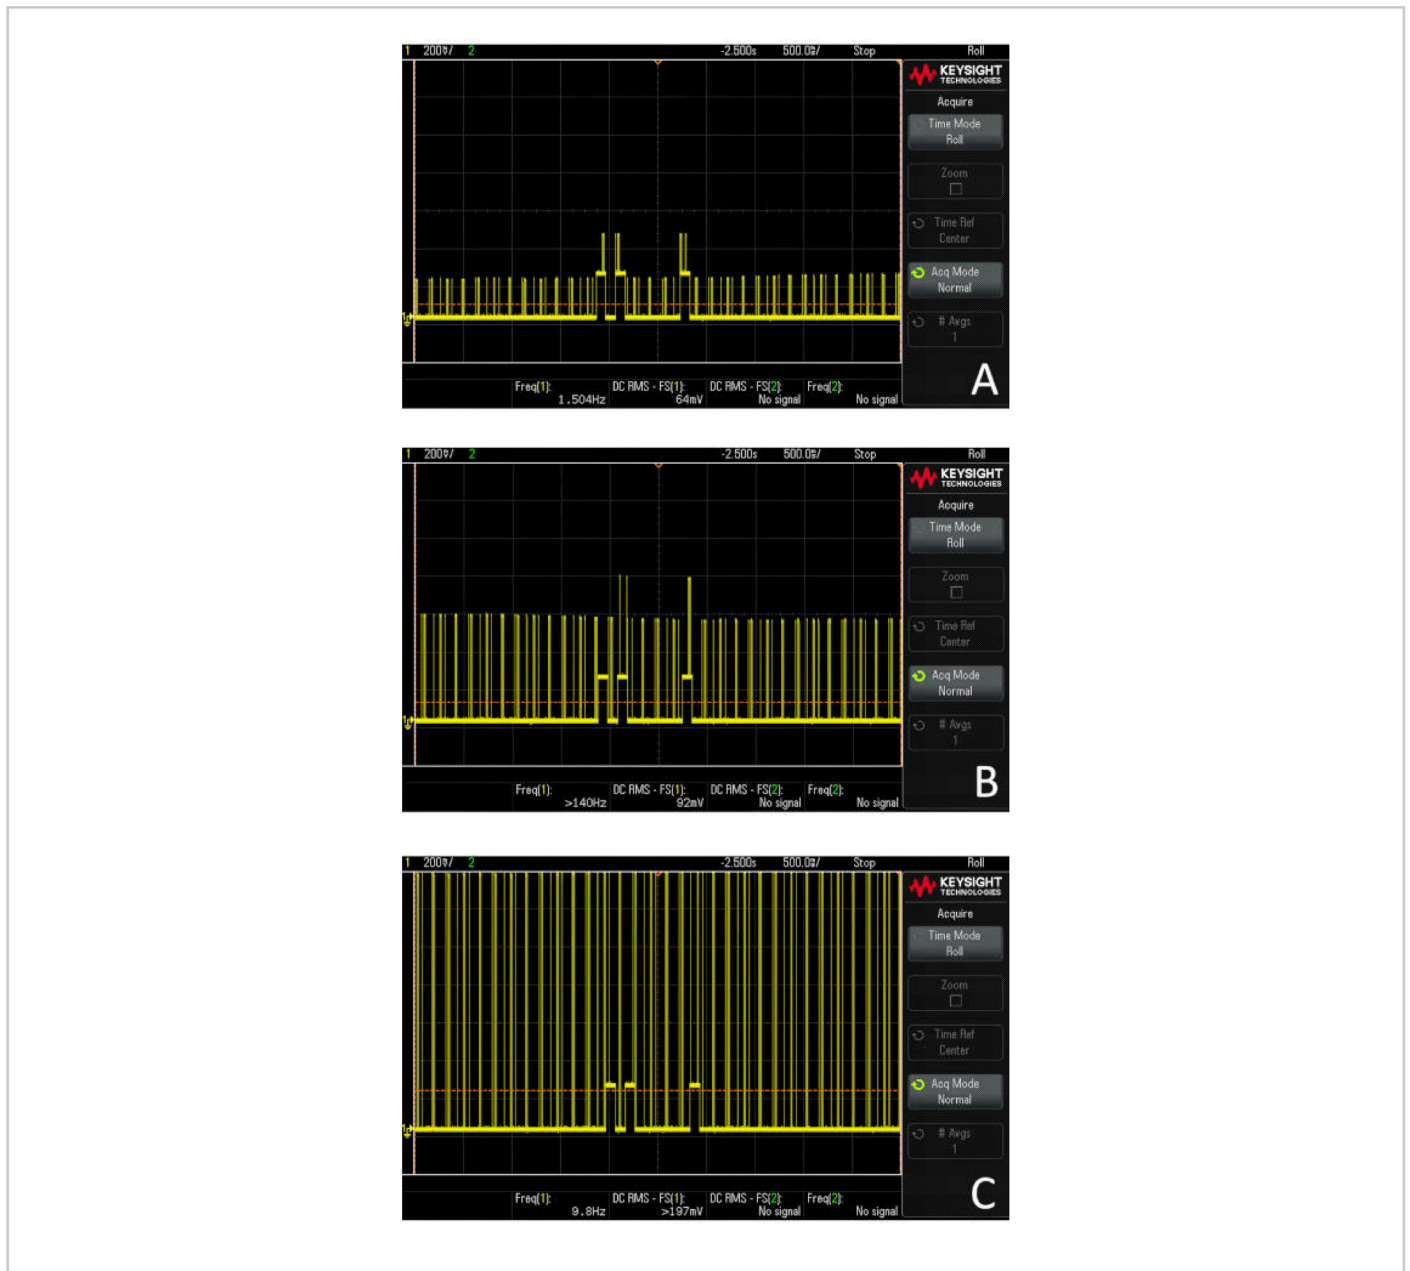 1 200㎷/ 2 -2.500s 500.0㎳/ Stop Roll
KEYSIGHT
TECHNOLOGIES
Acquire
Time Mode
Roll
Zoom
Time Ref
Center
Acq Mode
Normal
# Avgs
1
Freq(1): DC RMS - FS(1): DC RMS - FS(2): Freq(2):
1.504Hz 64mV No signal No signal
A
1 200㎷/ 2 -2.500s 500.0㎳/ Stop Roll
KEYSIGHT
TECHNOLOGIES
Acquire
Time Mode
Roll
Zoom
Time Ref
Center
Acq Mode
Normal
# Avgs
1
Freq(1): DC RMS - FS(1): DC RMS - FS(2): Freq(2):
>140Hz 92mV No signal No signal
B
1 200㎷/ 2 -2.500s 500.0㎳/ Stop Roll
KEYSIGHT
TECHNOLOGIES
Acquire
Time Mode
Roll
Zoom
Time Ref
Center
Acq Mode
Normal
# Avgs
1
Freq(1): DC RMS - FS(1): DC RMS - FS(2): Freq(2):
9.8Hz >197mV No signal No signal
C